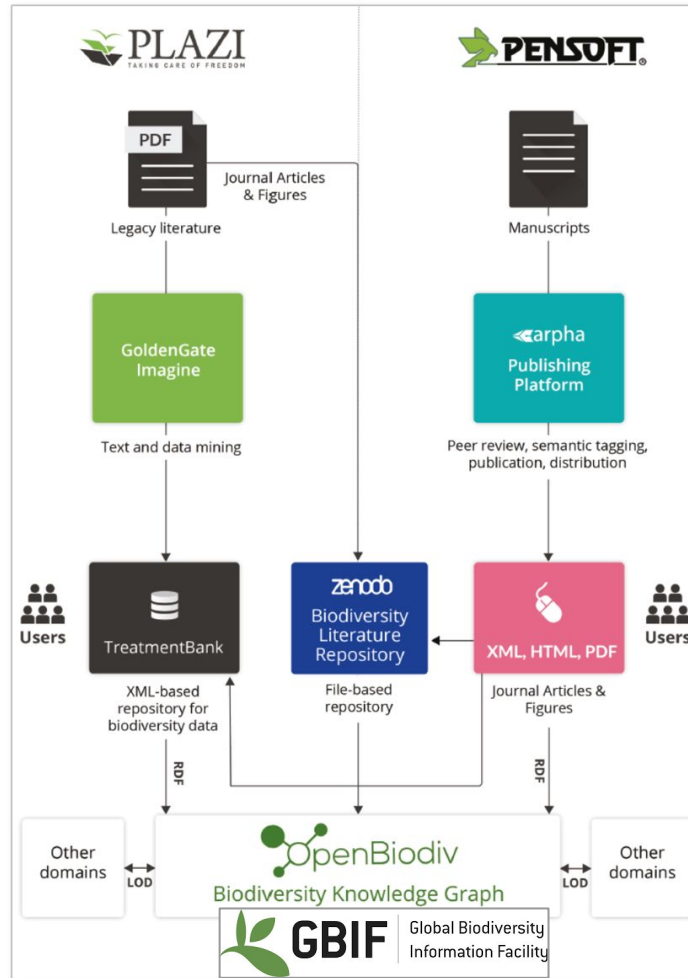 PLAZI
TAKING CARE OF FREEDOM
PENSOFT®
PDF
Journal Articles
& Figures
Legacy literature
Manuscripts
GoldenGate
Imagine
arpha
Publishing
Platform
Text and data mining
Peer review, semantic tagging,
publication, distribution
Users
TreatmentBank
zenodo
Biodiversity
Literature
Repository
XML, HTML, PDF
Users
XML-based
repository for
biodiversity data
File-based
repository
Journal Articles &
Figures
RDF
RDF
Other
domains
LOD
OpenBiodiv
Biodiversity Knowledge Graph
LOD
Other
domains
GBIF
Global Biodiversity
Information Facility